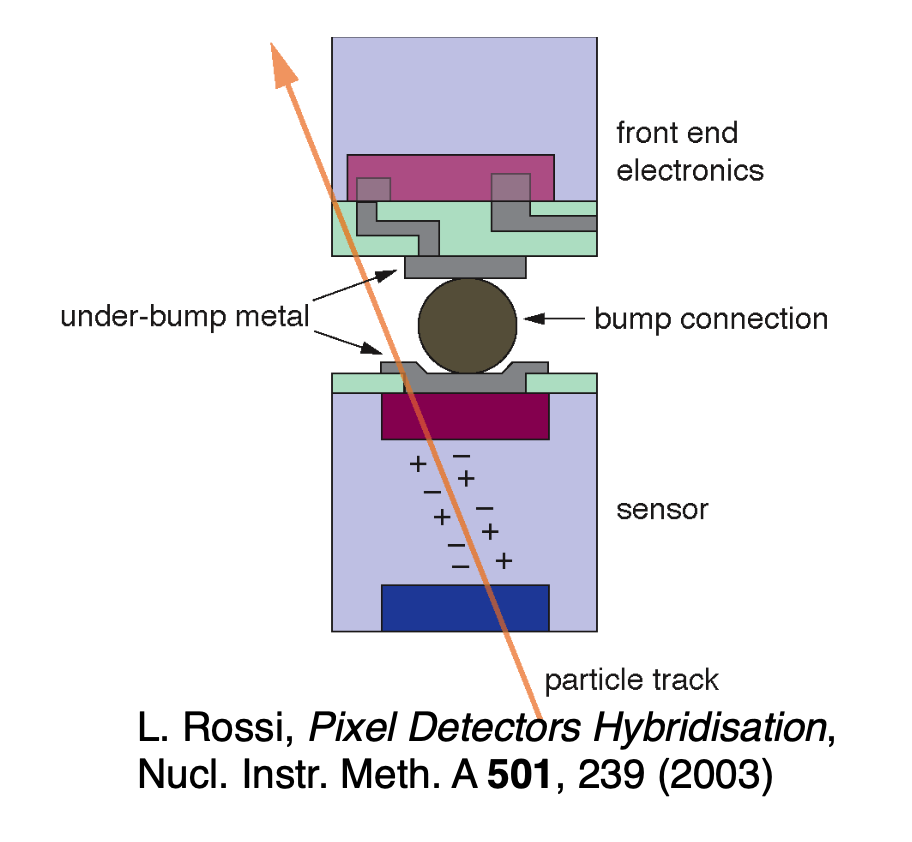 front end
electronics
under-bump metal
bump connection
+ −
+
−
+ −
+
−
− +
sensor
particle track
L. Rossi, Pixel Detectors Hybridisation,
Nucl. Instr. Meth. A 501, 239 (2003)